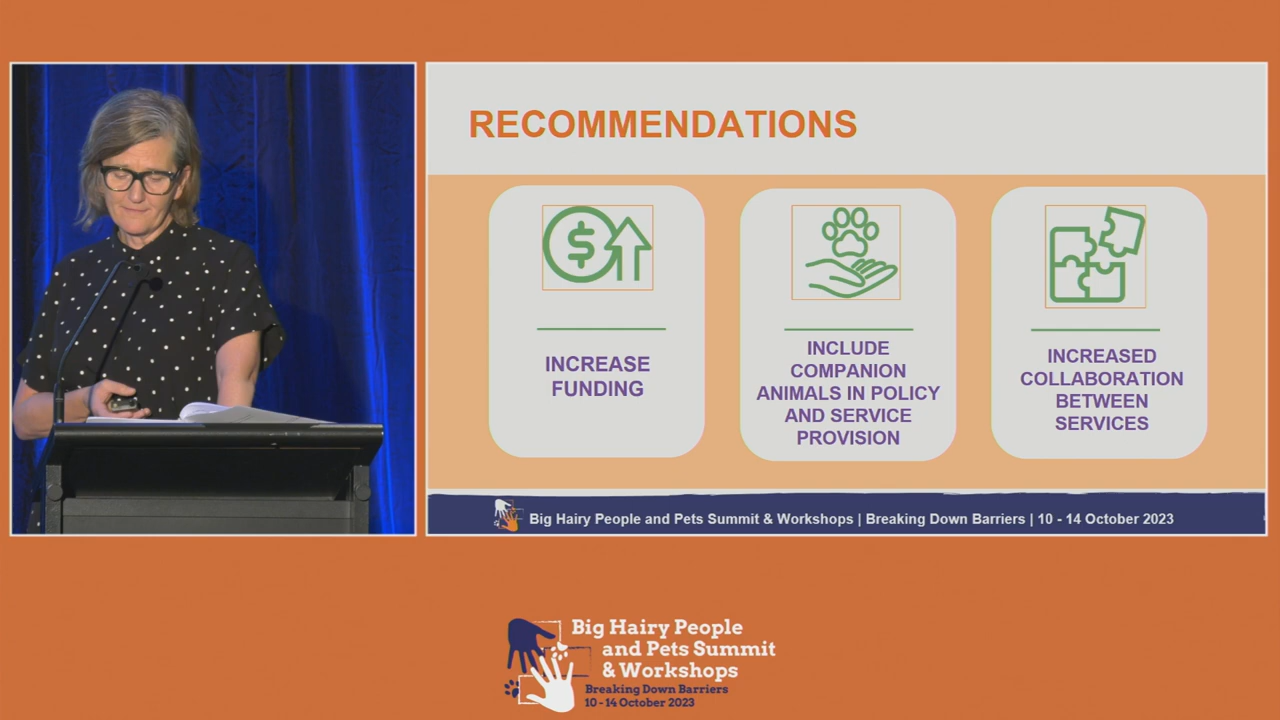 RECOMMENDATIONS
INCREASE
FUNDING
INCLUDE
COMPANION
ANIMALS IN POLICY
AND SERVICE
PROVISION
INCREASED
COLLABORATION
BETWEEN
SERVICES
Big Hairy People and Pets Summit & Workshops | Breaking Down Barriers | 10 - 14 October 2023
Big Hairy People
and Pets Summit
& Workshops
Breaking Down Barriers
10 - 14 October 2023